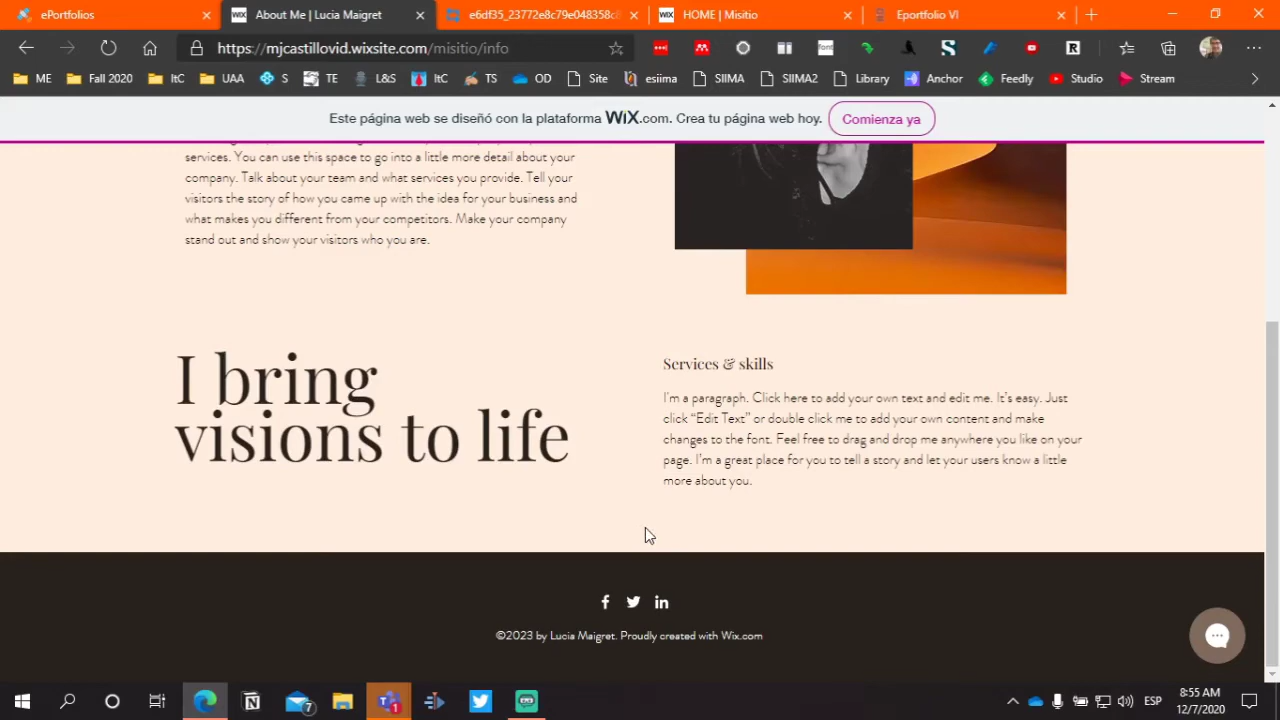 ePortfolios
About Me | Lucia Maigret
e6df35_23772e8c79e048358c8
HOME | Misitio
Eportfolio VI
https://mjcastillovid.wixsite.com/misitio/info
ME
Fall 2020
ItC
UAA
S
TE
L&S
ItC
TS
OD
Site
esiima
SIIMA
SIIMA2
Library
Anchor
Feedly
Studio
Stream
Este página web se diseñó con la plataforma WiX.com. Crea tu página web hoy.
Comienza ya
services. You can use this space to go into a little more detail about your
company. Talk about your team and what services you provide. Tell your
visitors the story of how you came up with the idea for your business and
what makes you different from your competitors. Make your company
stand out and show your visitors who you are.
I bring
visions to life
Services & skills
I'm a paragraph. Click here to add your own text and edit me. It's easy. Just
click “Edit Text” or double click me to add your own content and make
changes to the font. Feel free to drag and drop me anywhere you like on your
page. I'm a great place for you to tell a story and let your users know a little
more about you.
©2023 by Lucia Maigret. Proudly created with Wix.com
ESP
8:55 AM
12/7/2020